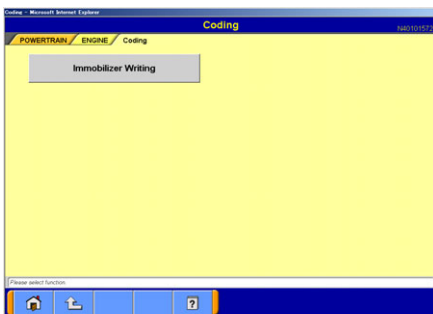 Coding - Microsoft Internet Explorer
Coding
N40101573
POWERTRAIN ENGINE Coding
Immobilizer Writing
Please select function.
?